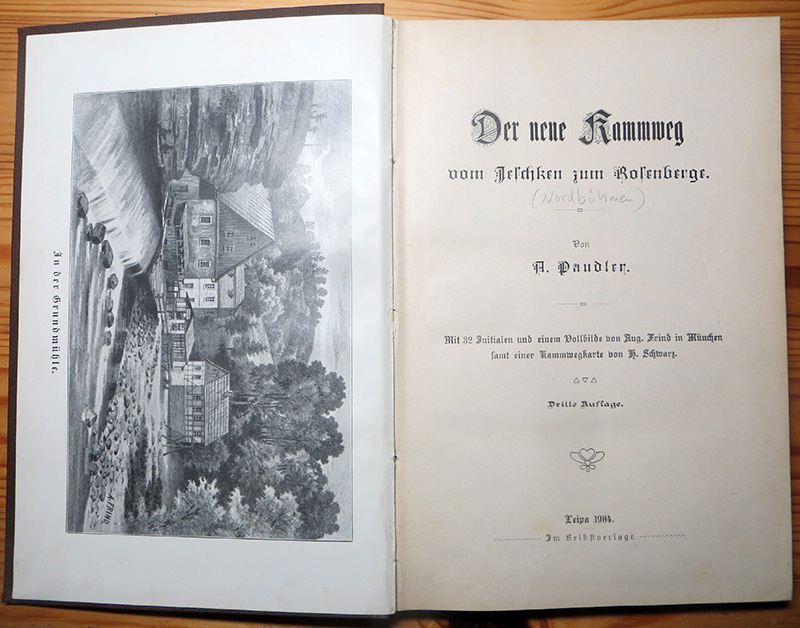 In der Grundmühle.
A. FRIND.
Der neue Kammweg
vom Jeschken zum Rosenberge.
(Nordböhmen)
Von
A. Paudler.
Mit 32 Initialen und einem Vollbilde von Aug. Frind in München
samt einer Kammwegkarte von H. Schwarz.
Dritte Auflage.
Leipa 1904.
Im Selbstverlage.